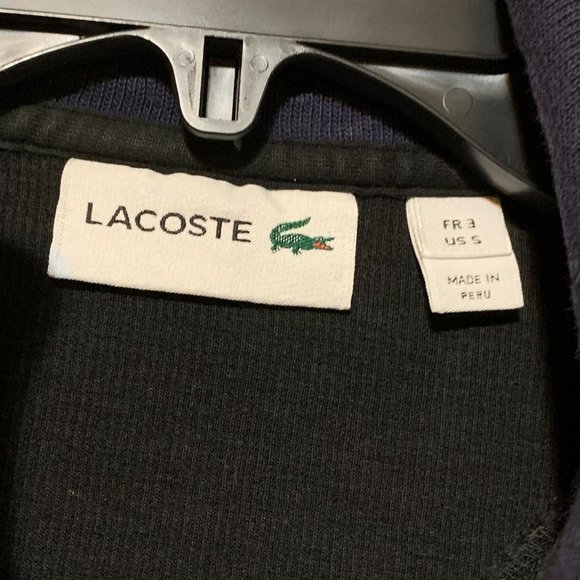 LACOSTE
FR 3
US S
MADE IN
PERU